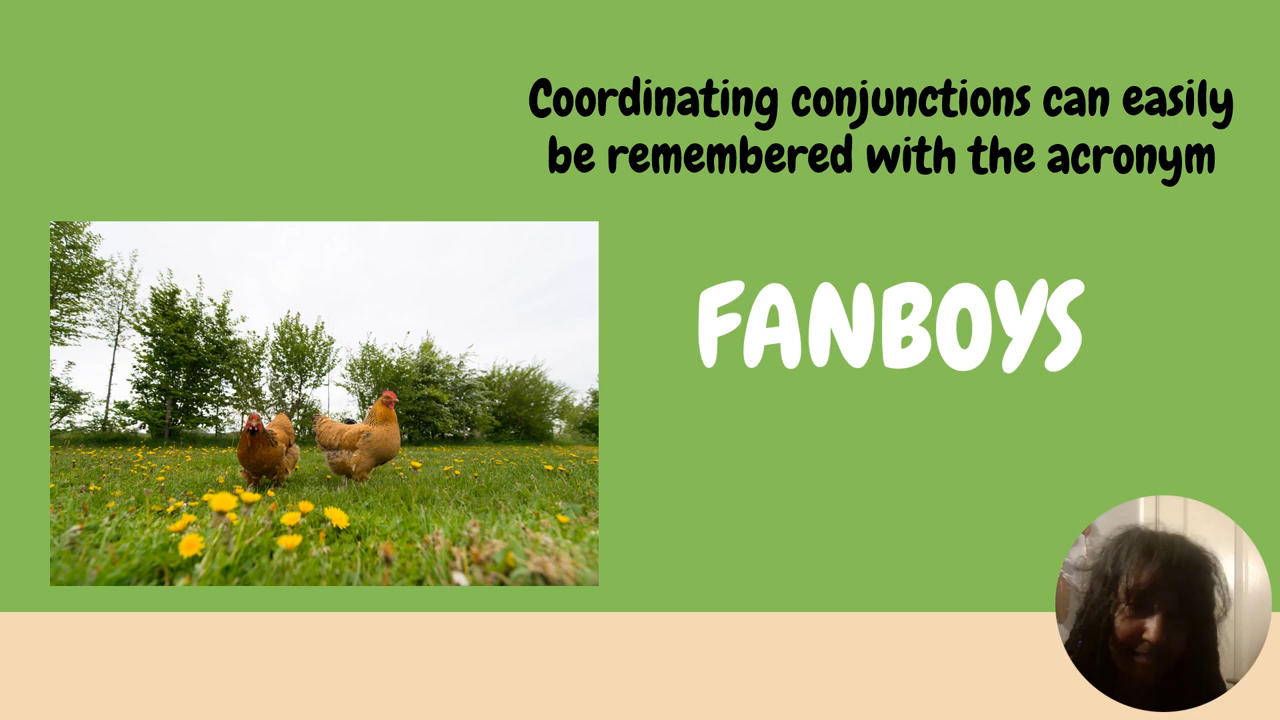 Coordinating conjunctions can easily
be remembered with the acronym
FANBOYS